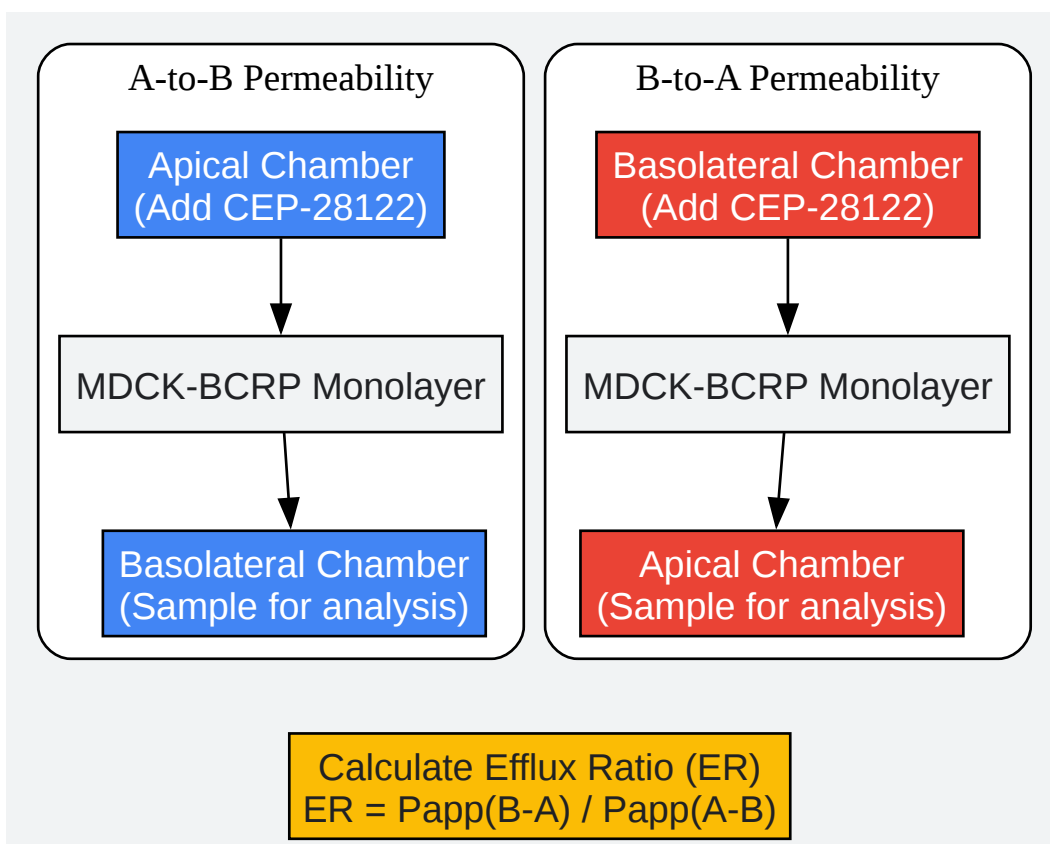 A-to-B Permeability
Apical Chamber
(Add CEP-28122)
MDCK-BCRP Monolayer
Basolateral Chamber
(Sample for analysis)
B-to-A Permeability
Basolateral Chamber
(Add CEP-28122)
MDCK-BCRP Monolayer
Apical Chamber
(Sample for analysis)
Calculate Efflux Ratio (ER)
ER = Papp(B-A) / Papp(A-B)